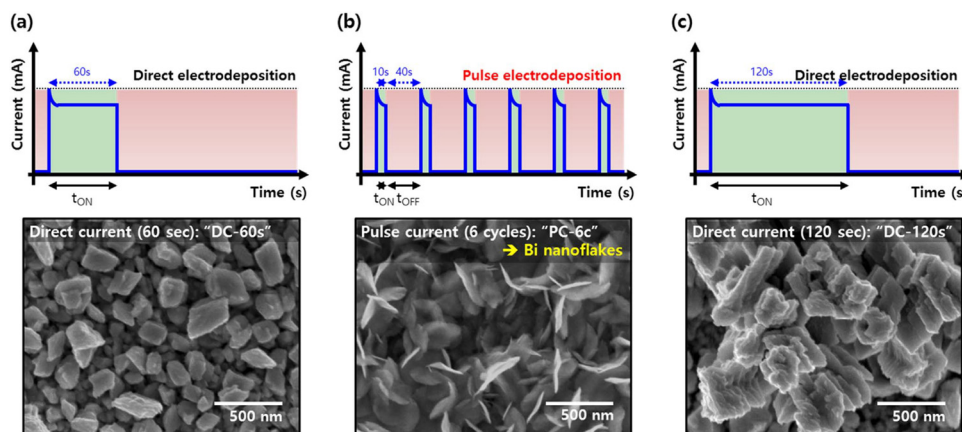 (a)
Current (mA)
60s
Direct electrodeposition
tON
Time (s)
Direct current (60 sec): "DC-60s"
500 nm
(b)
Current (mA)
10s 40s
Pulse electrodeposition
tON tOFF
Time (s)
Pulse current (6 cycles): "PC-6c"
➔ Bi nanoflakes
500 nm
(c)
Current (mA)
120s
Direct electrodeposition
tON
Time (s)
Direct current (120 sec): "DC-120s"
500 nm